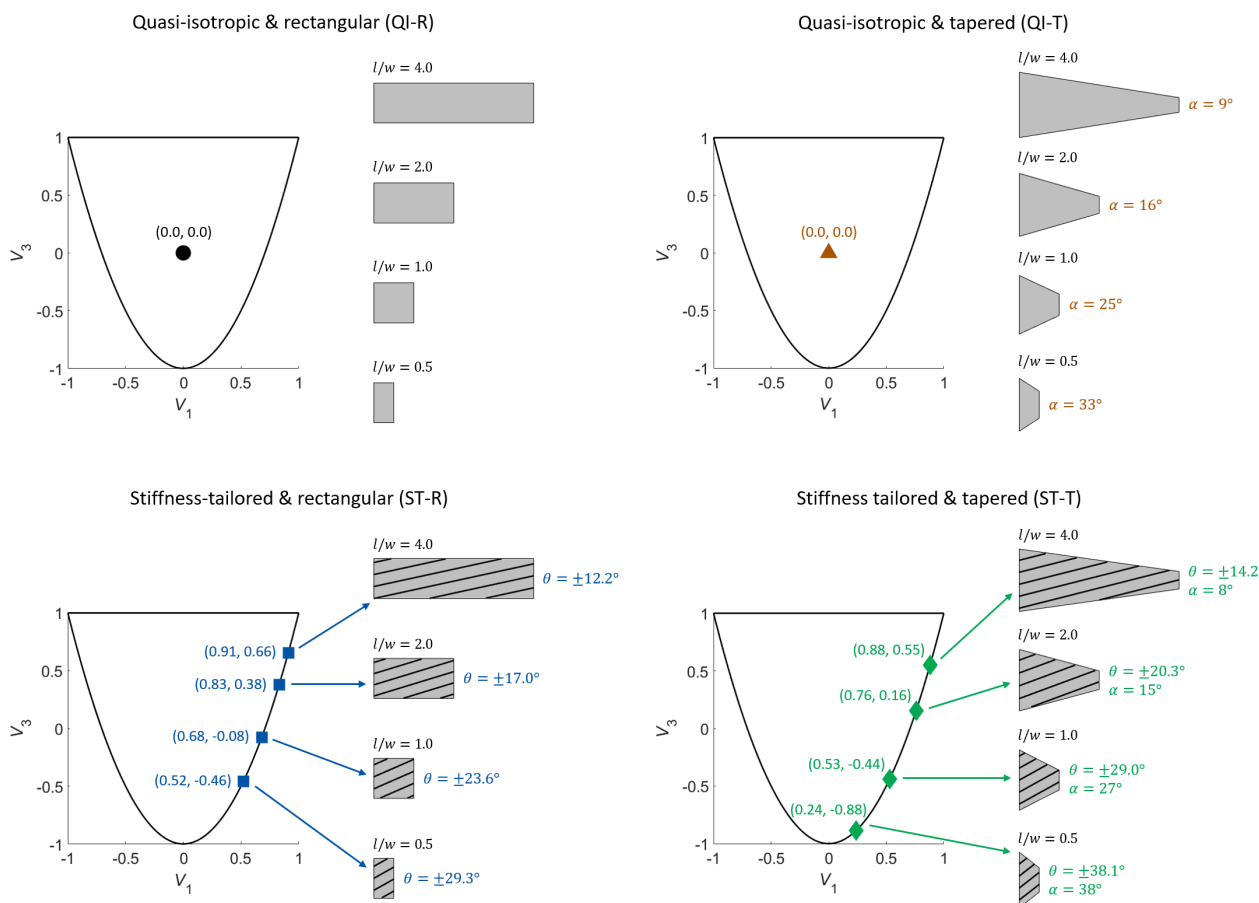 Quasi-isotropic & rectangular (QI-R)
l/w = 4.0
1
l/w = 2.0
0.5
(0.0, 0.0)
V3
0
l/w = 1.0
-0.5
l/w = 0.5
-1
-1
-0.5
0
0.5
1
V1
Quasi-isotropic & tapered (QI-T)
l/w = 4.0
α = 9°
1
l/w = 2.0
0.5
α = 16°
(0.0, 0.0)
V3
0
l/w = 1.0
-0.5
α = 25°
l/w = 0.5
-1
-1
-0.5
0
0.5
1
V1
α = 33°
Stiffness-tailored & rectangular (ST-R)
l/w = 4.0
θ = ±12.2°
1
l/w = 2.0
(0.91, 0.66)
0.5
(0.83, 0.38)
θ = ±17.0°
V3
0
(0.68, -0.08)
l/w = 1.0
-0.5
(0.52, -0.46)
θ = ±23.6°
l/w = 0.5
-1
-1
-0.5
0
0.5
1
V1
θ = ±29.3°
Stiffness tailored & tapered (ST-T)
l/w = 4.0
θ = ±14.2
α = 8°
1
l/w = 2.0
(0.88, 0.55)
0.5
(0.76, 0.16)
θ = ±20.3°
α = 15°
V3
0
l/w = 1.0
(0.53, -0.44)
-0.5
θ = ±29.0°
α = 27°
(0.24, -0.88)
l/w = 0.5
-1
-1
-0.5
0
0.5
1
V1
θ = ±38.1°
α = 38°